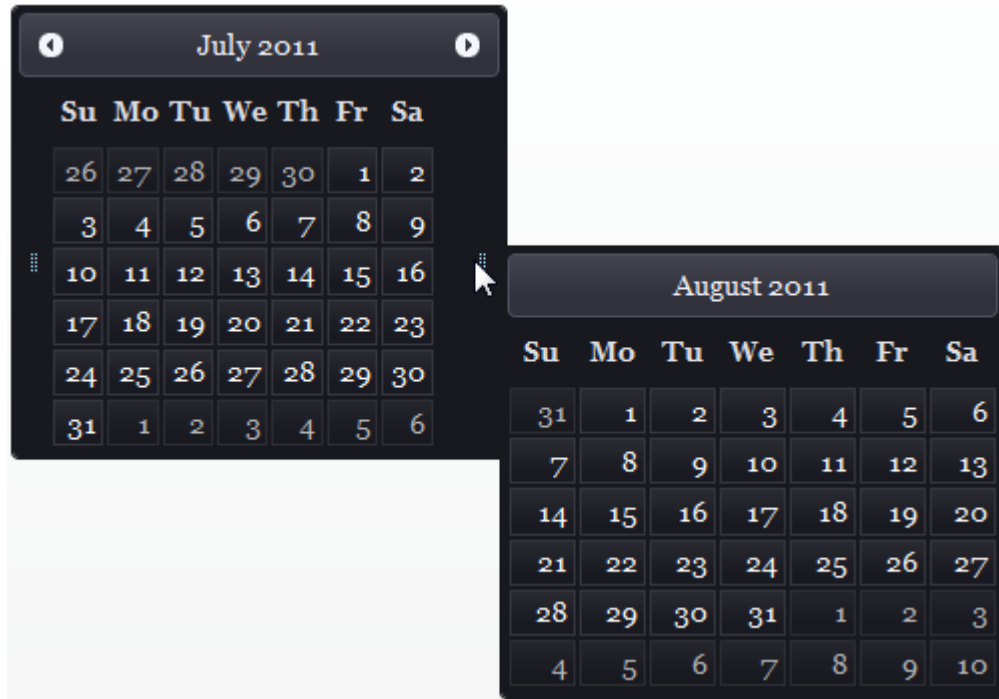 July 2011
Su Mo Tu We Th Fr Sa
26 27 28 29 30 1 2
3 4 5 6 7 8 9
10 11 12 13 14 15 16
17 18 19 20 21 22 23
24 25 26 27 28 29 30
31 1 2 3 4 5 6
August 2011
Su Mo Tu We Th Fr Sa
31 1 2 3 4 5 6
7 8 9 10 11 12 13
14 15 16 17 18 19 20
21 22 23 24 25 26 27
28 29 30 31 1 2 3
4 5 6 7 8 9 10